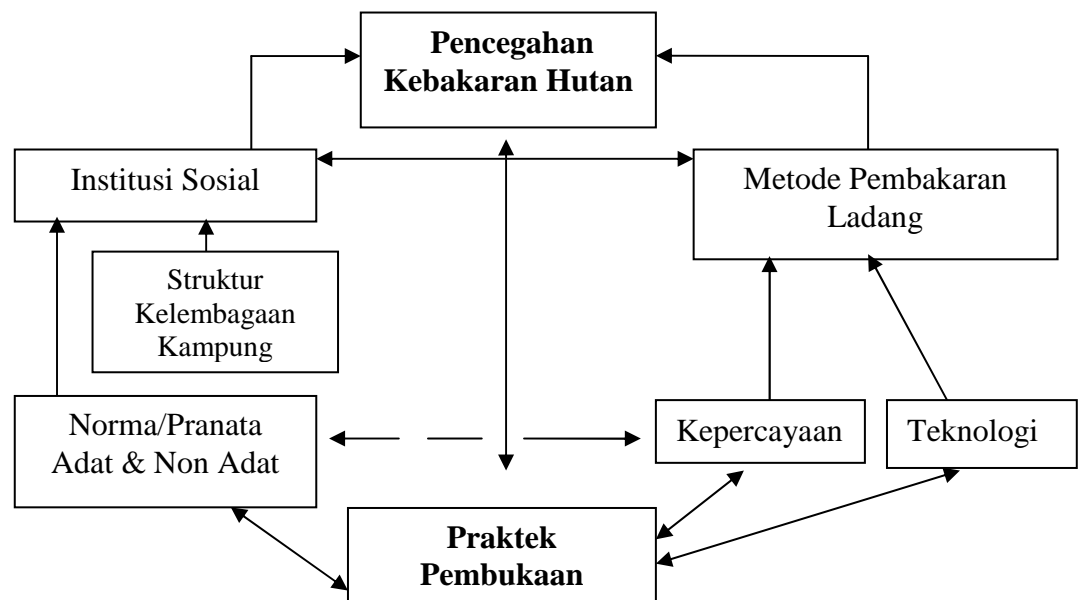 Pencegahan
Kebakaran Hutan
Institusi Sosial
Metode Pembakaran
Ladang
Struktur
Kelembagaan
Kampung
Norma/Pranata
Adat & Non Adat
Kepercayaan
Teknologi
Praktek
Pembukaan